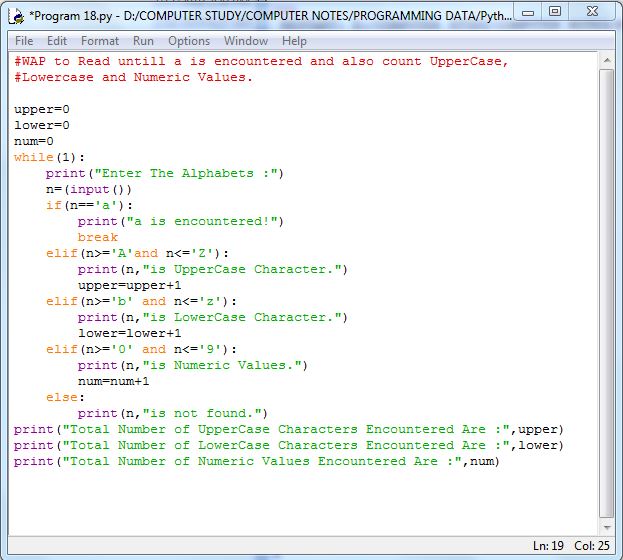 *Program 18.py - D:/COMPUTER STUDY/COMPUTER NOTES/PROGRAMMING DATA/Pyth...
File Edit Format Run Options Window Help
#WAP to Read untill a is encountered and also count UpperCase,
#Lowercase and Numeric Values.

upper=0
lower=0
num=0
while(1):
    print("Enter The Alphabets :")
    n=(input())
    if(n=='a'):
        print("a is encountered!")
        break
    elif(n>='A'and n<='Z'):
        print(n,"is UpperCase Character.")
        upper=upper+1
    elif(n>='b' and n<='z'):
        print(n,"is LowerCase Character.")
        lower=lower+1
    elif(n>='0' and n<='9'):
        print(n,"is Numeric Values.")
        num=num+1
    else:
        print(n,"is not found.")
print("Total Number of UpperCase Characters Encountered Are :",upper)
print("Total Number of LowerCase Characters Encountered Are :",lower)
print("Total Number of Numeric Values Encountered Are :",num)
Ln: 19 Col: 25